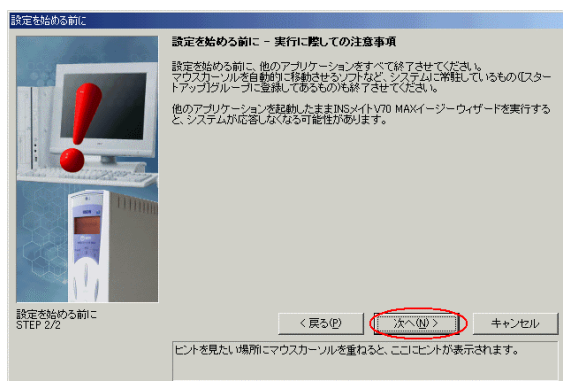 設定を始める前に
設定を始める前に - 実行に際しての注意事項
設定を始める前に、他のアプリケーションをすべて終了させてください。
マウスカーソルを自動的に移動させるソフトなど、システムに常駐しているもの([スター
トアップ]グループに登録してあるもの)も終了させてください。
他のアプリケーションを起動したままINSメイトV70 MAXイージーウィザードを実行する
と、システムが応答しなくなる可能性があります。
設定を始める前に
STEP 2/2
< 戻る(P)
次へ(N) >
キャンセル
ヒントを見たい場所にマウスカーソルを重ねると、ここにヒントが表示されます。